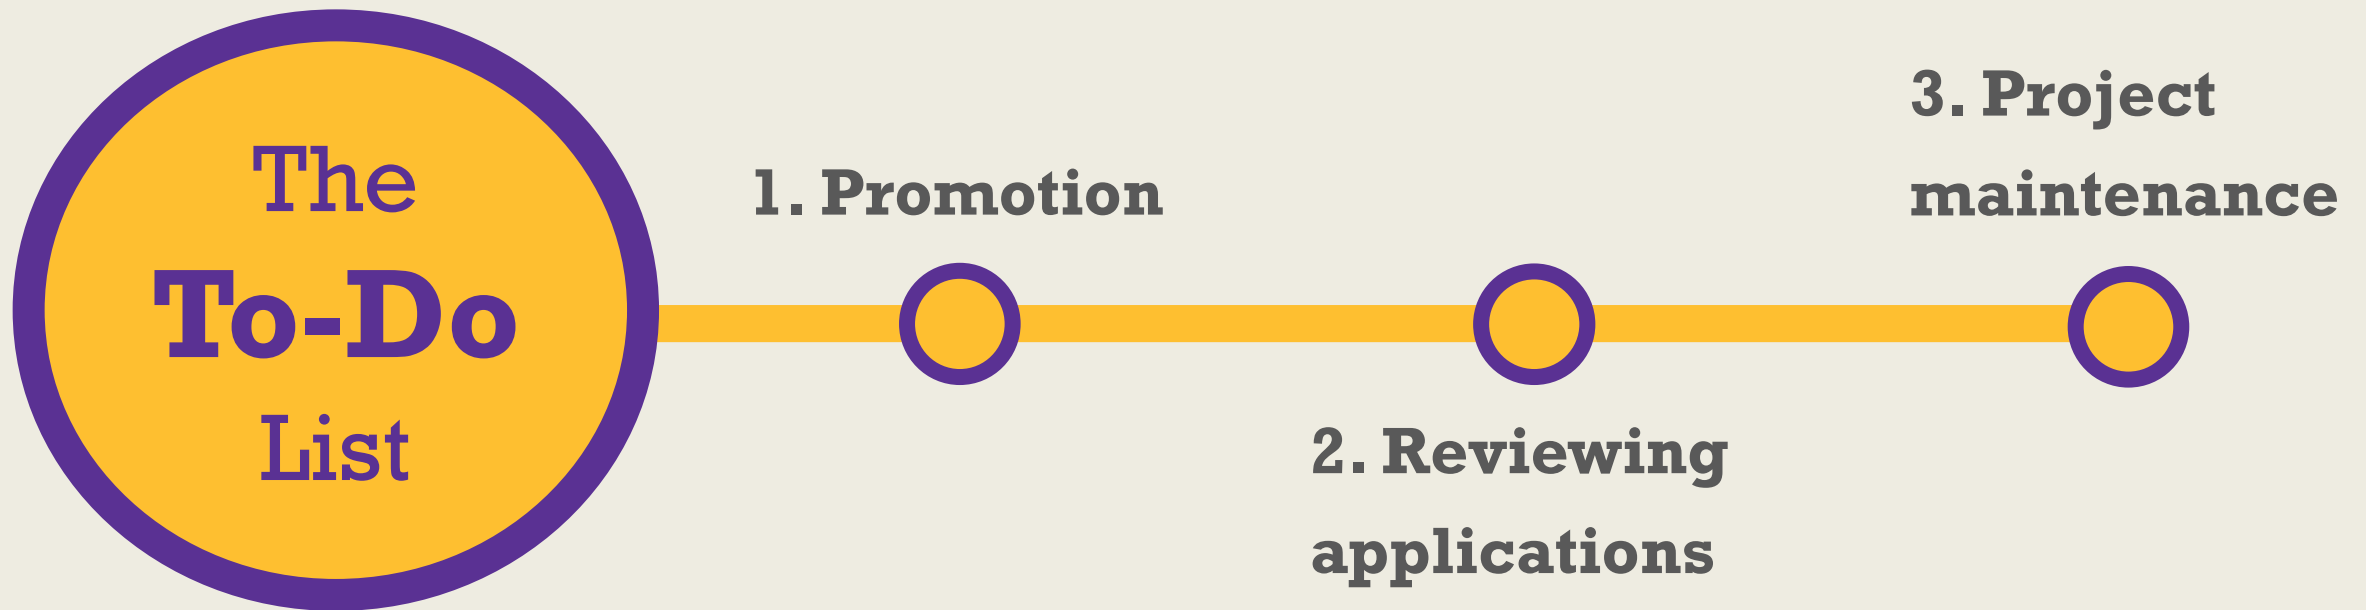 The
To-Do
List
1. Promotion
2. Reviewing
applications
3. Project
maintenance